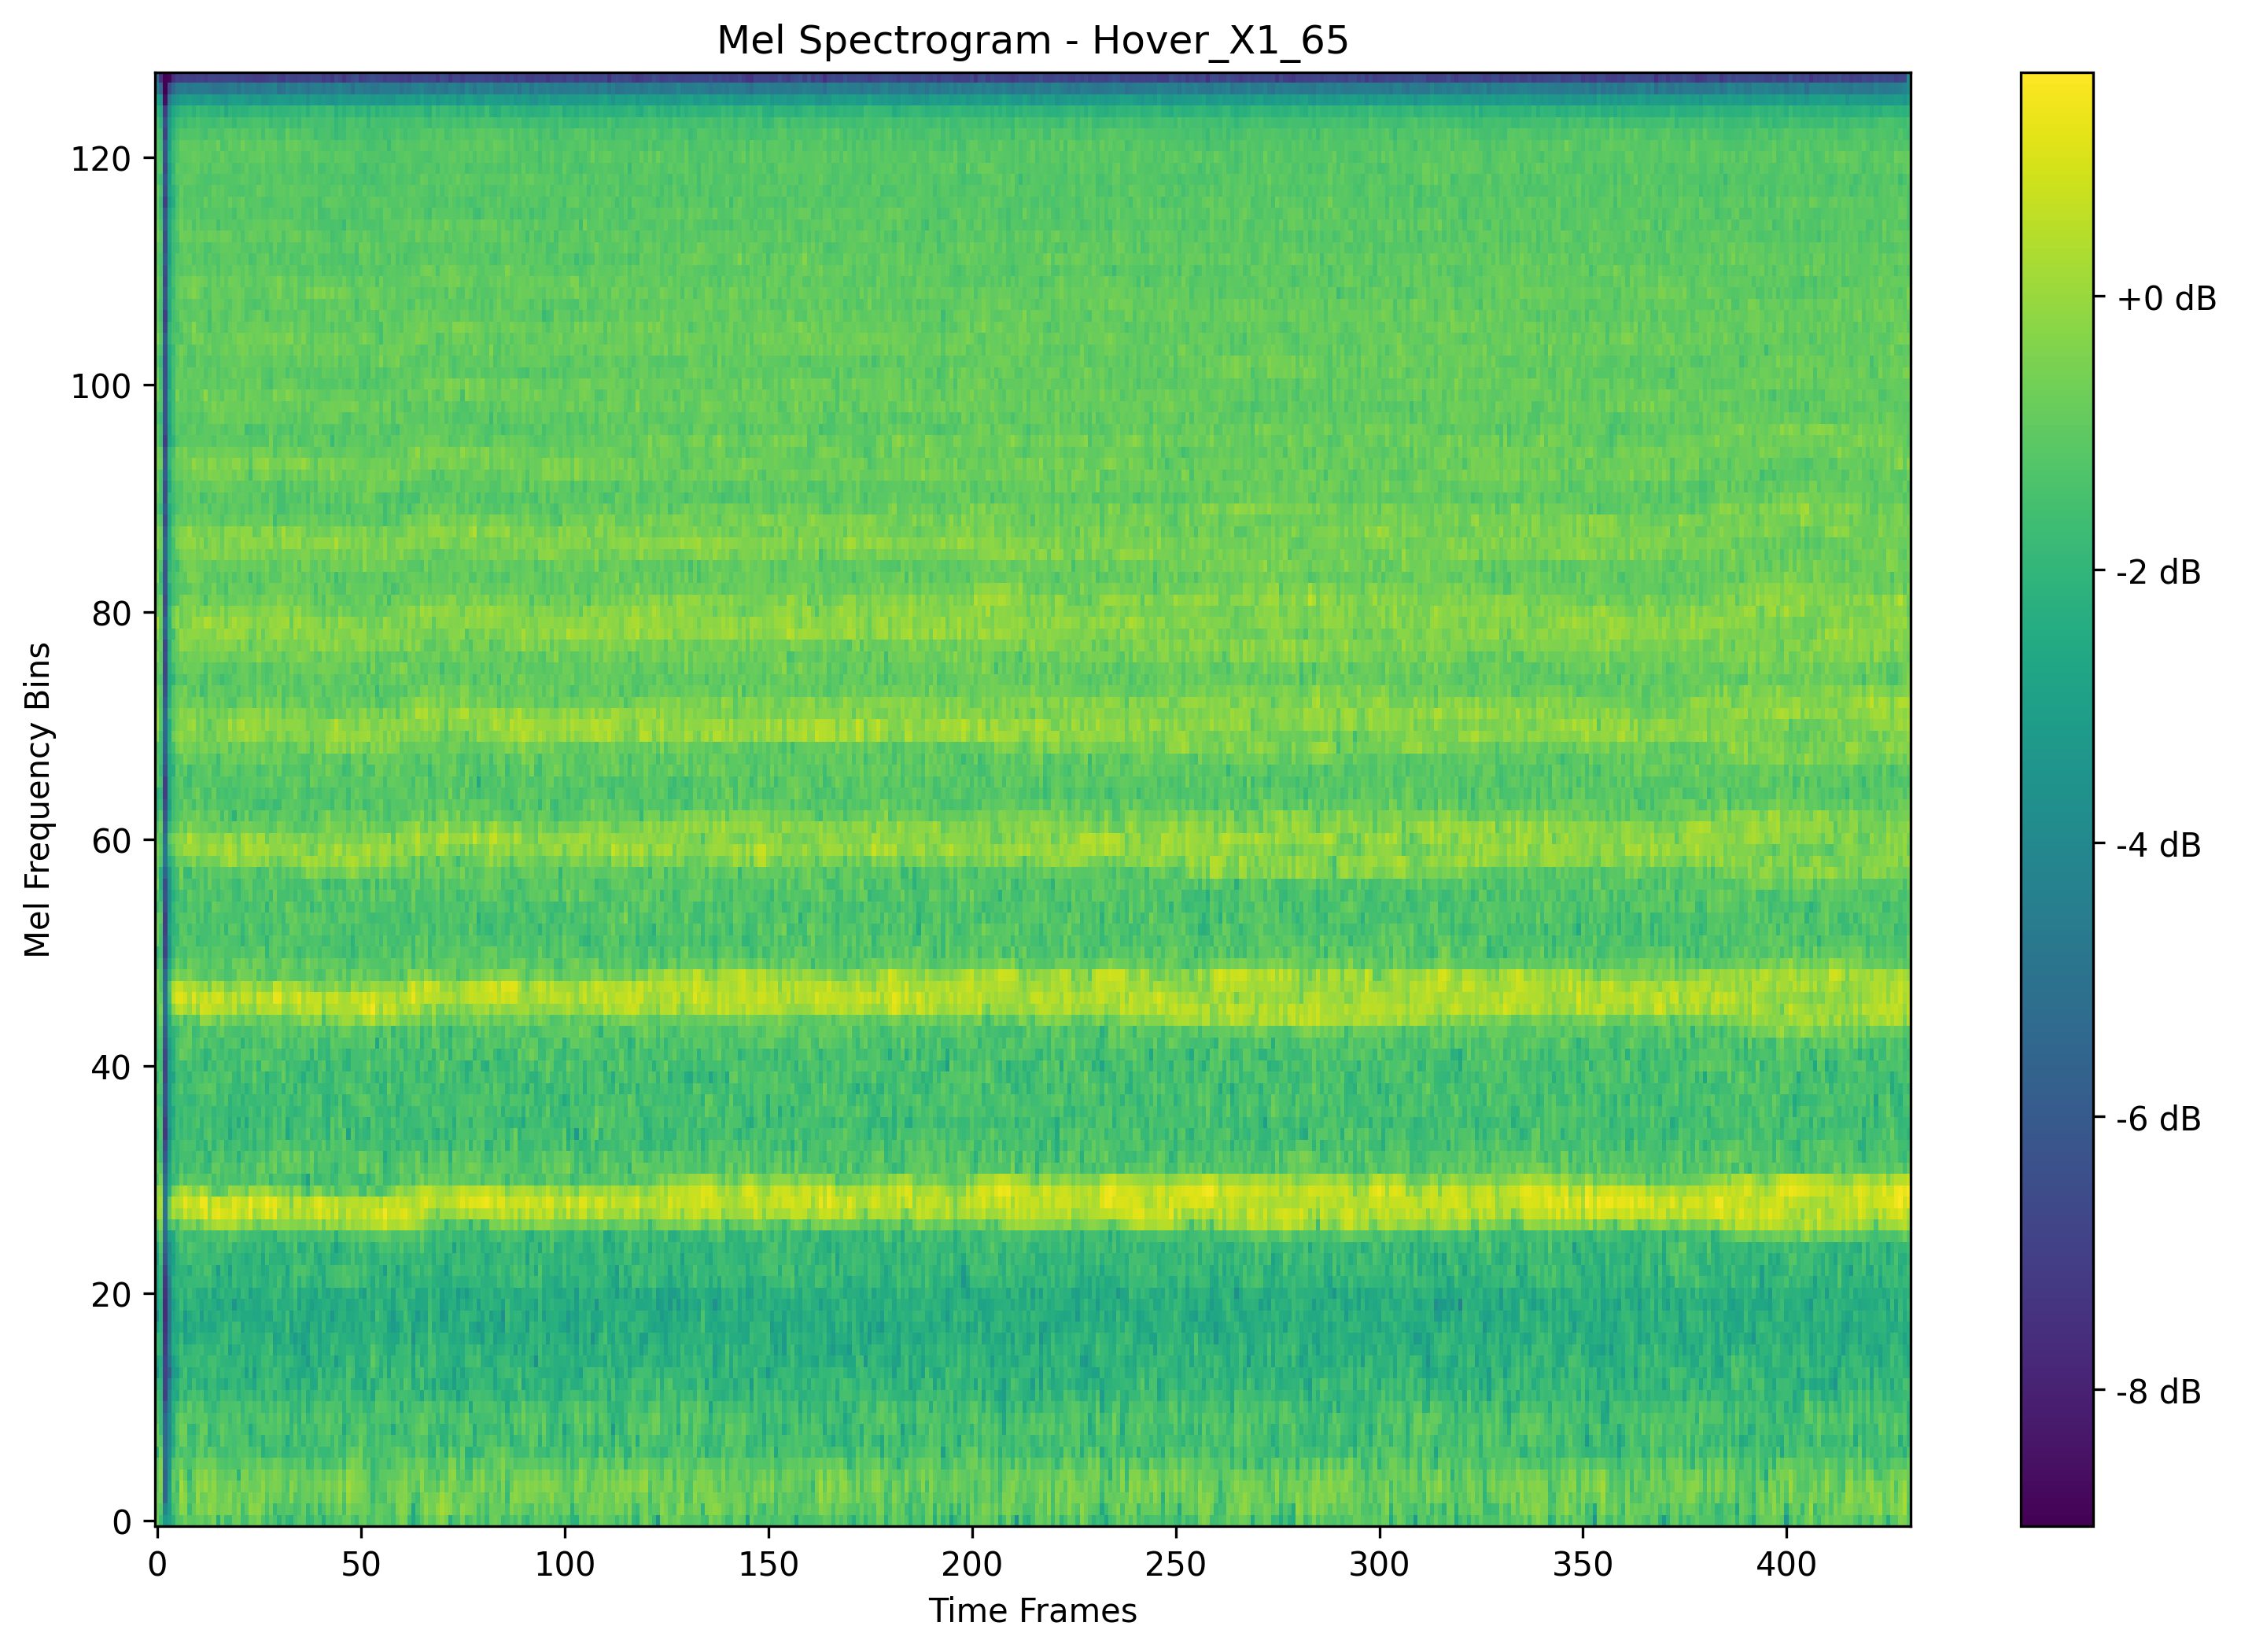 Mel Spectrogram - Hover_X1_65
120
100
80
60
40
20
0
Mel Frequency Bins
0 50 100 150 200 250 300 350 400
Time Frames
+0 dB
-2 dB
-4 dB
-6 dB
-8 dB